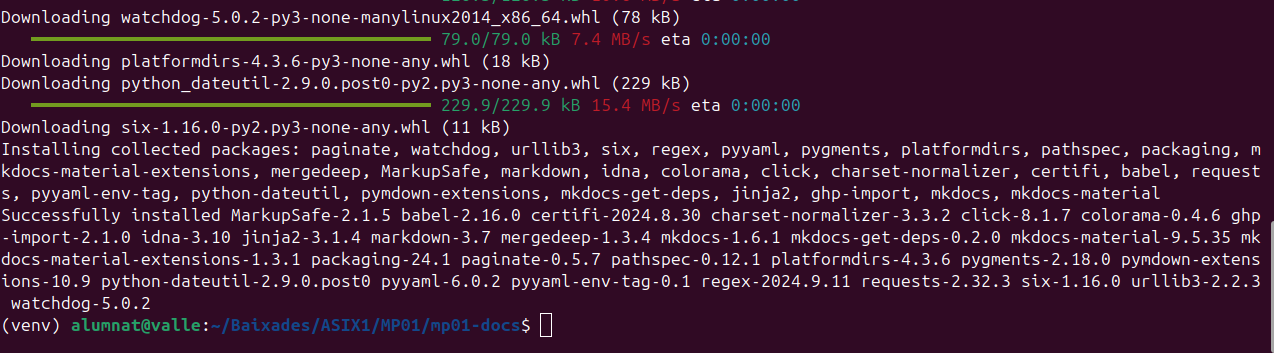 Downloading watchdog-5.0.2-py3-none-manylinux2014_x86_64.whl (78 kB)
79.0/79.0 kB 7.4 MB/s eta 0:00:00
Downloading platformdirs-4.3.6-py3-none-any.whl (18 kB)
Downloading python_dateutil-2.9.0.post0-py2.py3-none-any.whl (229 kB)
229.9/229.9 kB 15.4 MB/s eta 0:00:00
Downloading six-1.16.0-py2.py3-none-any.whl (11 kB)
Installing collected packages: paginate, watchdog, urllib3, six, regex, pyyaml, pygments, platformdirs, pathspec, packaging, m
kdocs-material-extensions, mergedeep, MarkupSafe, markdown, idna, colorama, click, charset-normalizer, certifi, babel, request
s, pyyaml-env-tag, python-dateutil, pymdown-extensions, mkdocs-get-deps, jinja2, ghp-import, mkdocs, mkdocs-material
Successfully installed MarkupSafe-2.1.5 babel-2.16.0 certifi-2024.8.30 charset-normalizer-3.3.2 click-8.1.7 colorama-0.4.6 ghp
-import-2.1.0 idna-3.10 jinja2-3.1.4 markdown-3.7 mergedeep-1.3.4 mkdocs-1.6.1 mkdocs-get-deps-0.2.0 mkdocs-material-9.5.35 mk
docs-material-extensions-1.3.1 packaging-24.1 paginate-0.5.7 pathspec-0.12.1 platformdirs-4.3.6 pygments-2.18.0 pymdown-extens
ions-10.9 python-dateutil-2.9.0.post0 pyyaml-6.0.2 pyyaml-env-tag-0.1 regex-2024.9.11 requests-2.32.3 six-1.16.0 urllib3-2.2.3
watchdog-5.0.2
(venv) alumnat@valle:~/Baixades/ASIX1/MP01/mp01-docs$